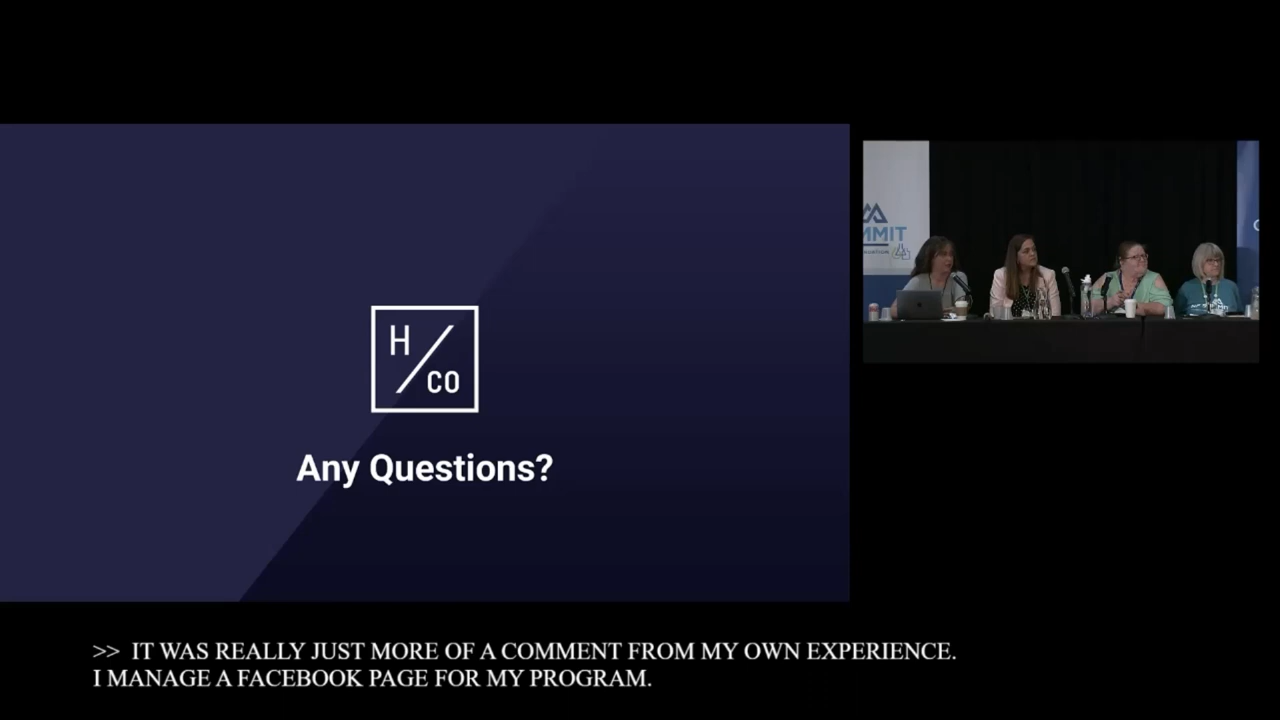 H
CO
Any Questions?
MMIT
>> IT WAS REALLY JUST MORE OF A COMMENT FROM MY OWN EXPERIENCE.
I MANAGE A FACEBOOK PAGE FOR MY PROGRAM.